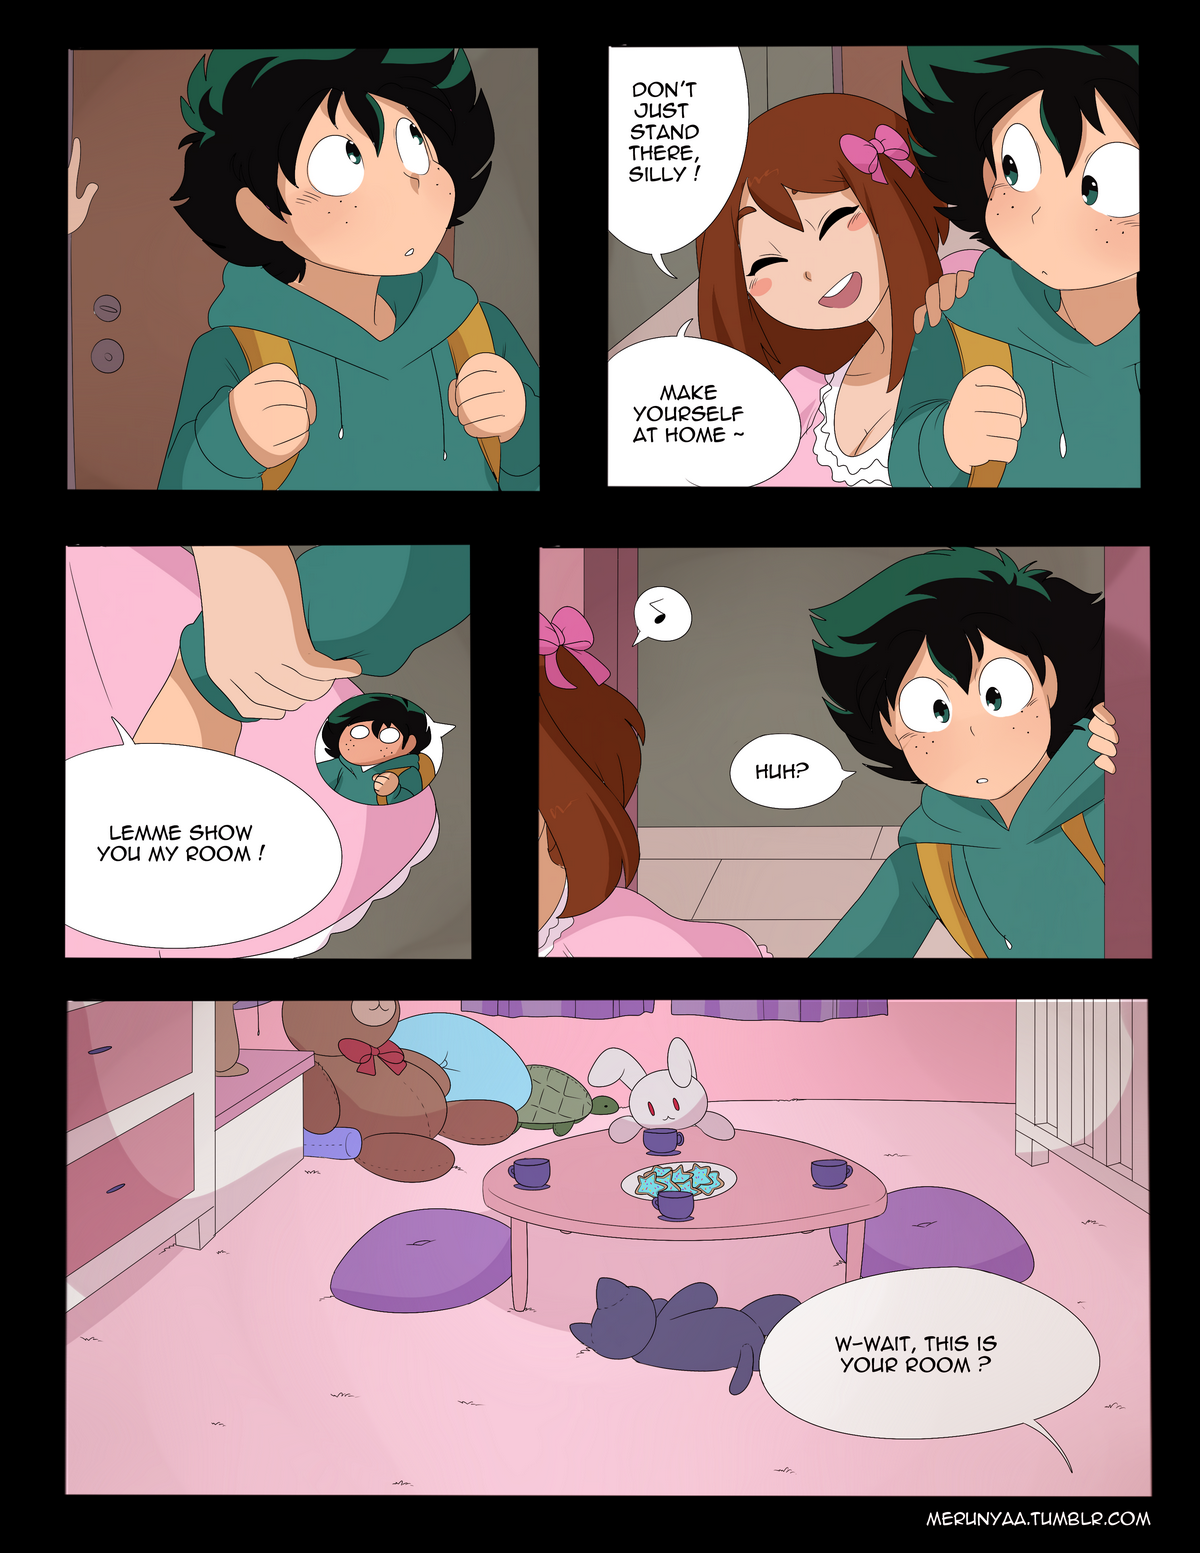 DON'T
JUST
STAND
THERE,
SILLY !
MAKE
YOURSELF
AT HOME ~
LEMME SHOW
YOU MY ROOM !
HUH?
W-WAIT, THIS IS
YOUR ROOM ?
MERUNYAA.TUMBLR.COM